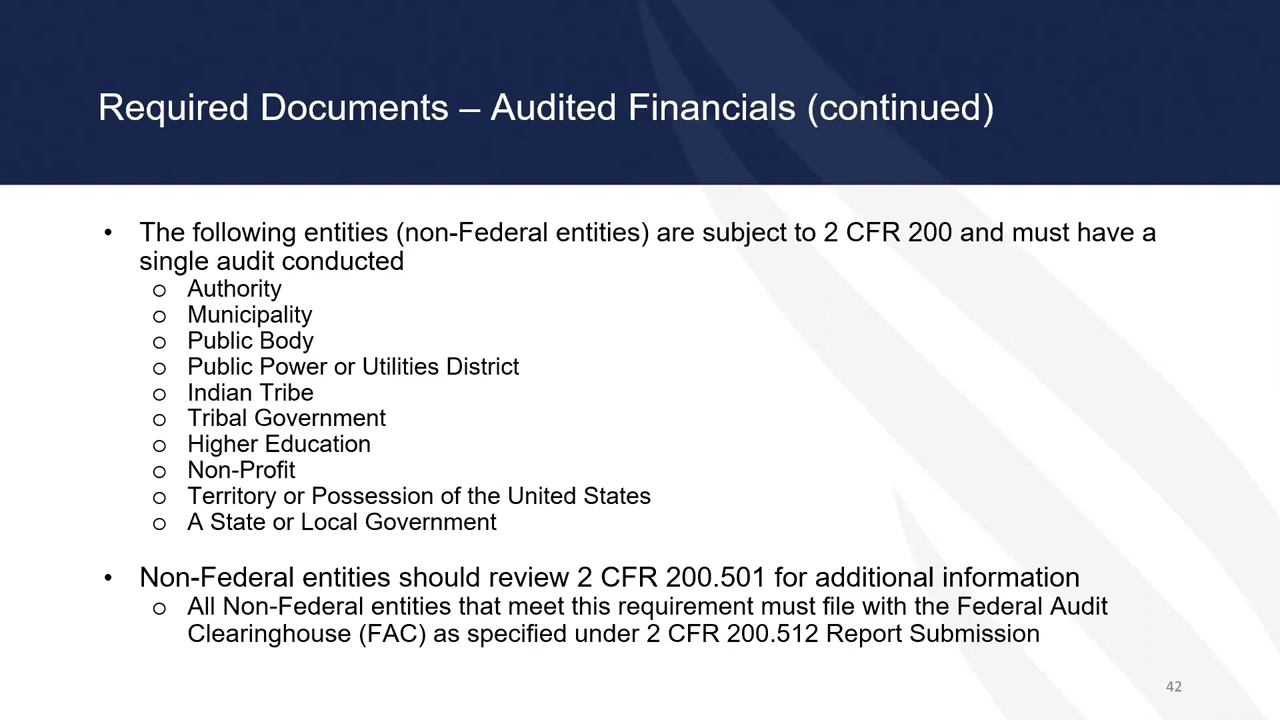 Required Documents – Audited Financials (continued)
• The following entities (non-Federal entities) are subject to 2 CFR 200 and must have a
single audit conducted
o Authority
o Municipality
o Public Body
o Public Power or Utilities District
o Indian Tribe
o Tribal Government
o Higher Education
o Non-Profit
o Territory or Possession of the United States
o A State or Local Government
• Non-Federal entities should review 2 CFR 200.501 for additional information
o All Non-Federal entities that meet this requirement must file with the Federal Audit
Clearinghouse (FAC) as specified under 2 CFR 200.512 Report Submission
42